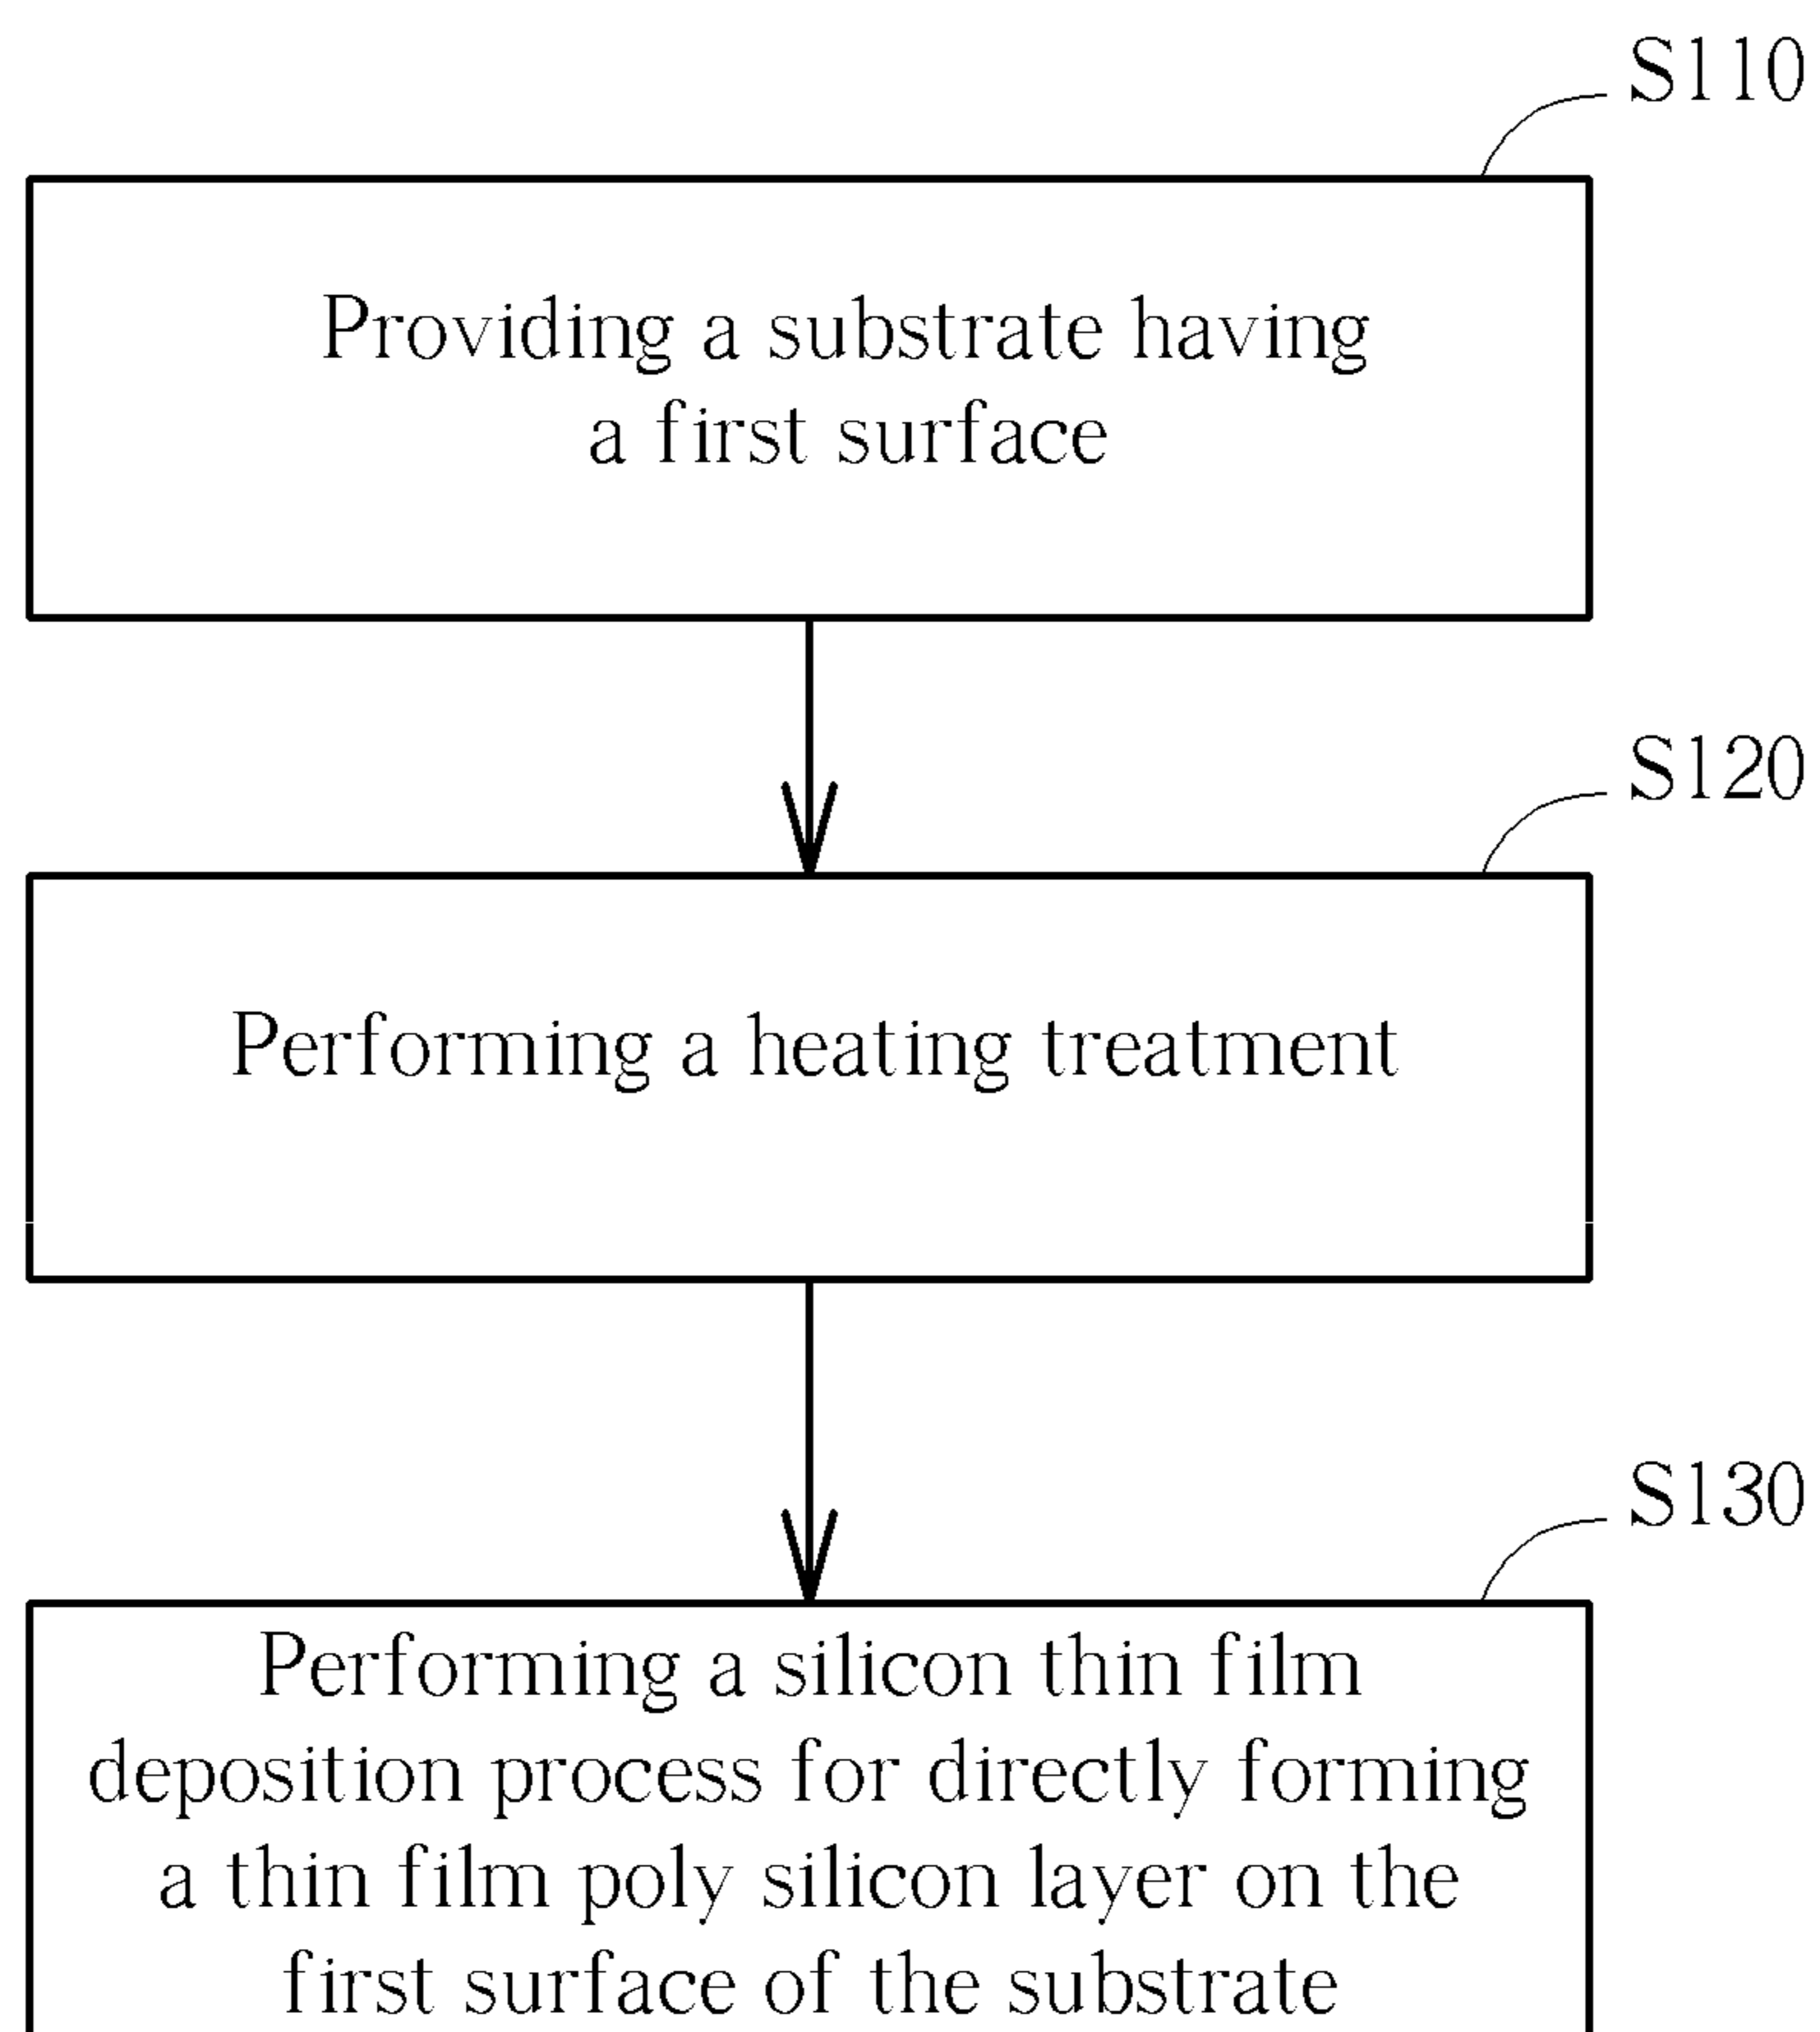 S110
Providing a substrate having
a first surface
S120
Performing a heating treatment
S130
Performing a silicon thin film
deposition process for directly forming
a thin film poly silicon layer on the
first surface of the substrate